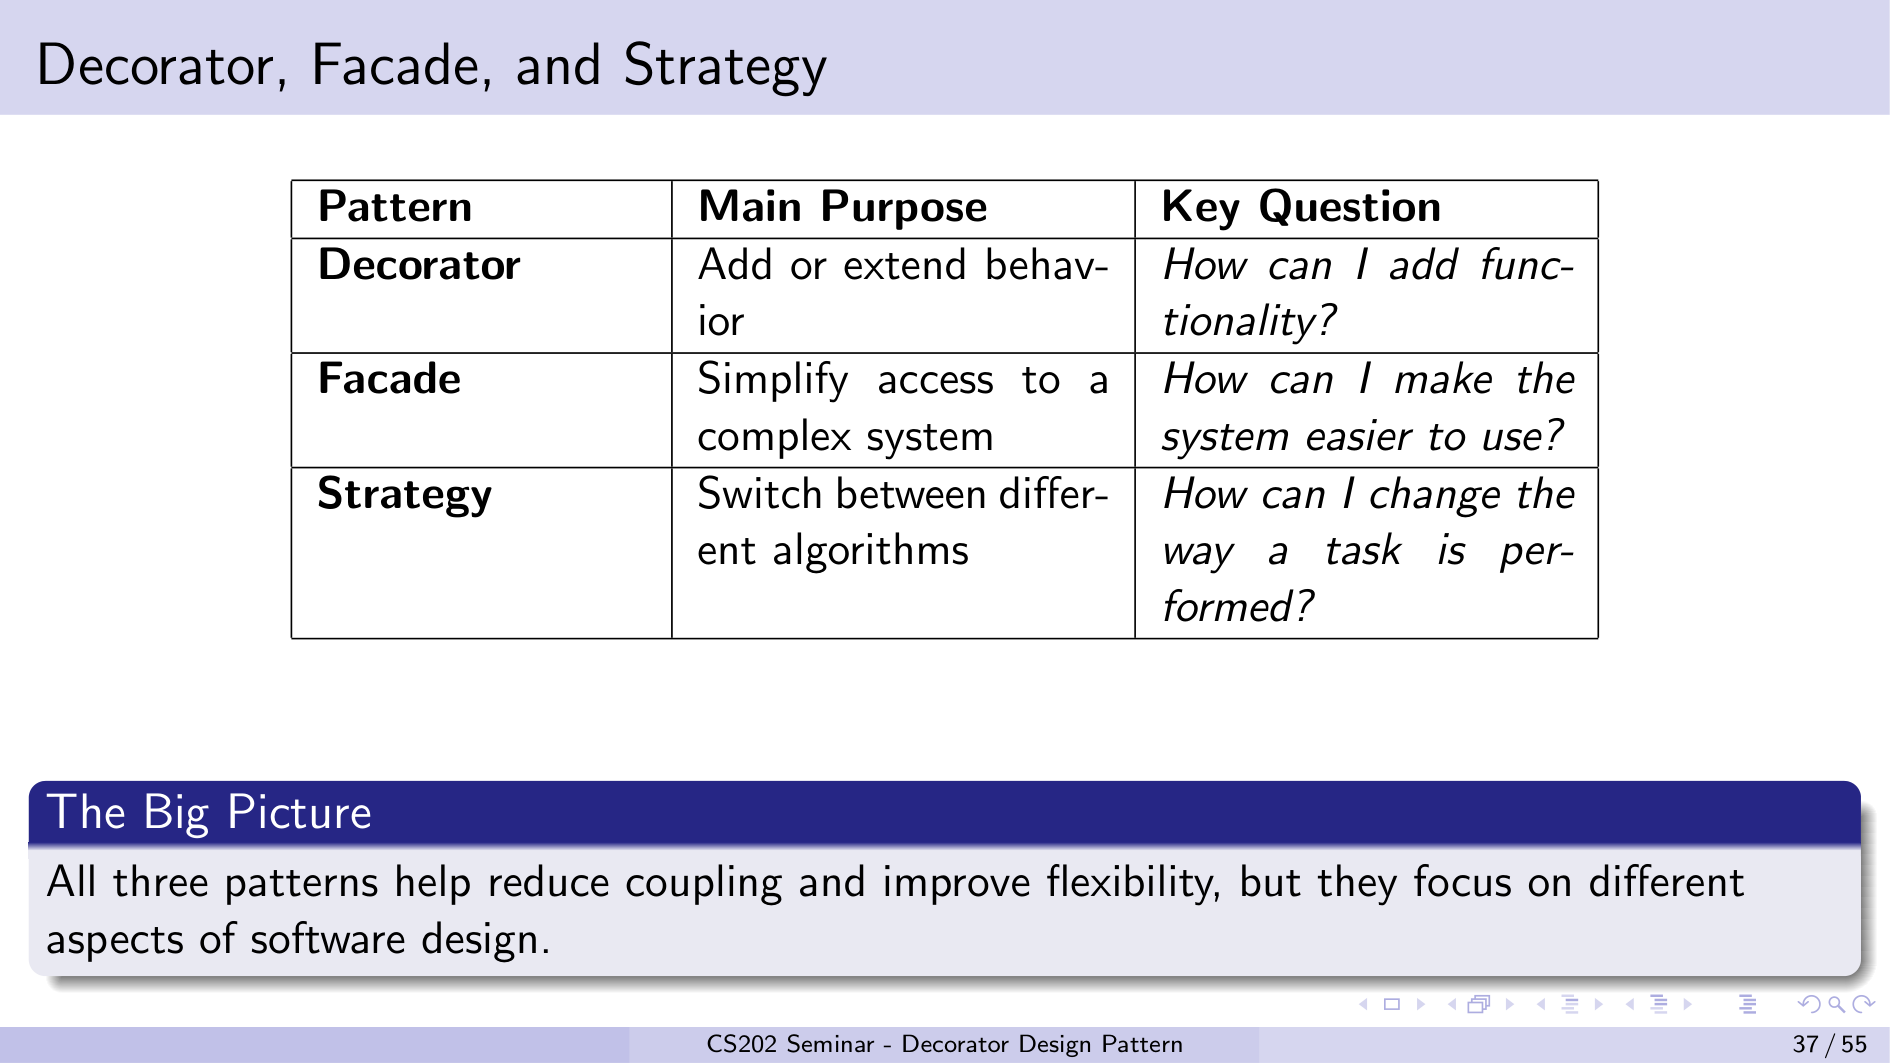 Decorator, Facade, and Strategy
Pattern Main Purpose Key Question
Decorator Add or extend behav- How can I add func-
ior tionality?
Facade Simplify access to a How can I make the
complex system system easier to use?
Strategy Switch between differ- How can I change the
ent algorithms way a task is per-
formed?
The Big Picture
All three patterns help reduce coupling and improve flexibility, but they focus on different
aspects of software design.
CS202 Seminar - Decorator Design Pattern 37 / 55